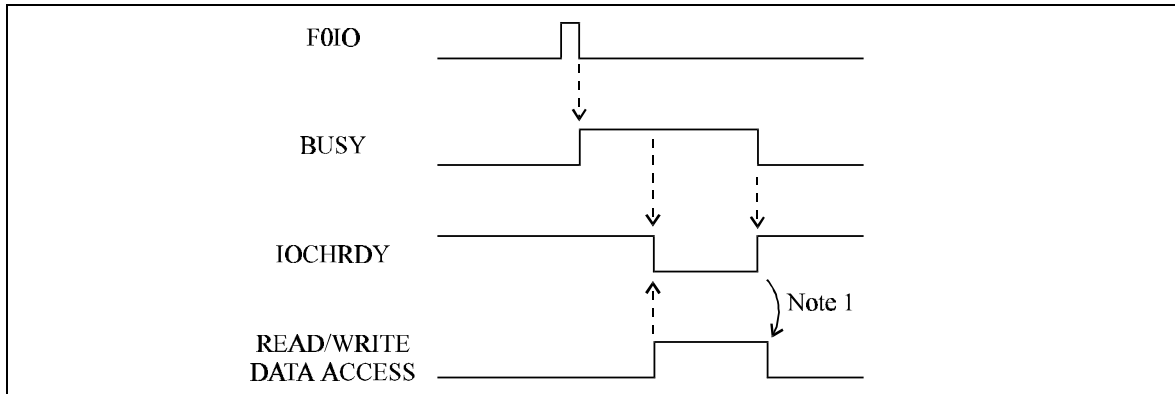 F0IO
BUSY
IOCHRDY
Note 1
READ/WRITE
DATA ACCESS